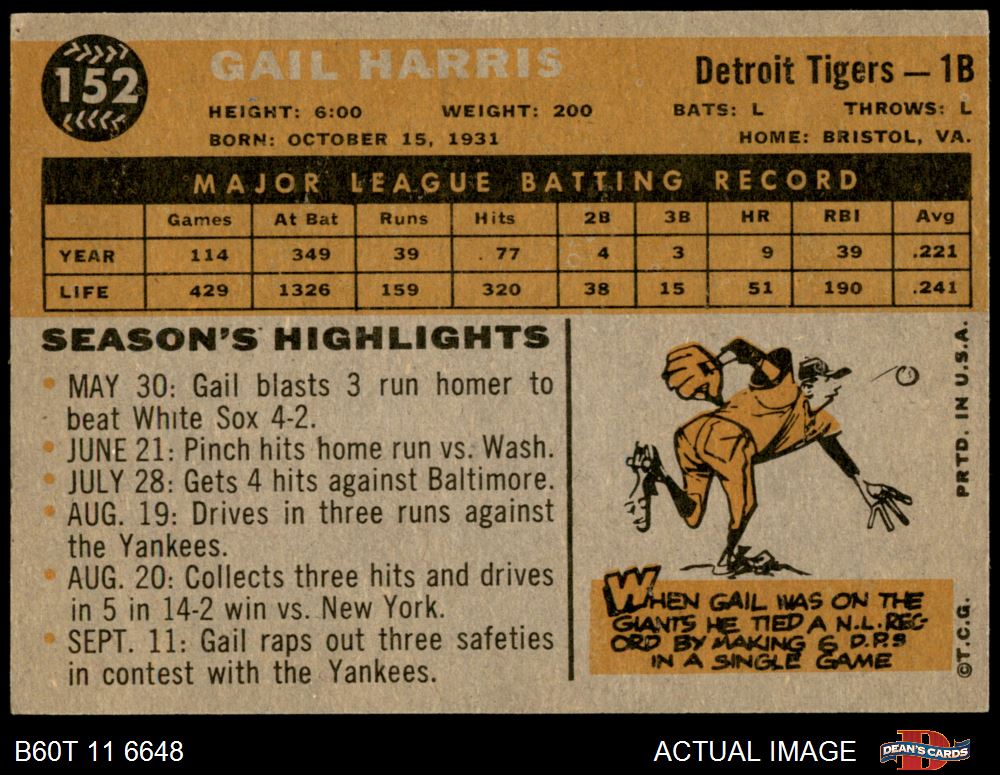 152
GAIL HARRIS
Detroit Tigers — 1B
HEIGHT: 6:00 WEIGHT: 200 BATS: L THROWS: L
BORN: OCTOBER 15, 1931 HOME: BRISTOL, VA.
MAJOR LEAGUE BATTING RECORD
Games At Bat Runs Hits 2B 3B HR RBI Avg
YEAR 114 349 39 77 4 3 9 39 .221
LIFE 429 1326 159 320 38 15 51 190 .241
SEASON'S HIGHLIGHTS
MAY 30: Gail blasts 3 run homer to
beat White Sox 4-2.
JUNE 21: Pinch hits home run vs. Wash.
JULY 28: Gets 4 hits against Baltimore.
AUG. 19: Drives in three runs against
the Yankees.
AUG. 20: Collects three hits and drives
in 5 in 14-2 win vs. New York.
SEPT. 11: Gail raps out three safeties
in contest with the Yankees.
WHEN GAIL WAS ON THE
GIANTS HE TIED A N.L. REC-
ORD BY MAKING 6 D.P.S
IN A SINGLE GAME
PRTD. IN U.S.A.
©T.C.G.
B60T 11 6648
ACTUAL IMAGE
DEAN'S CARDS